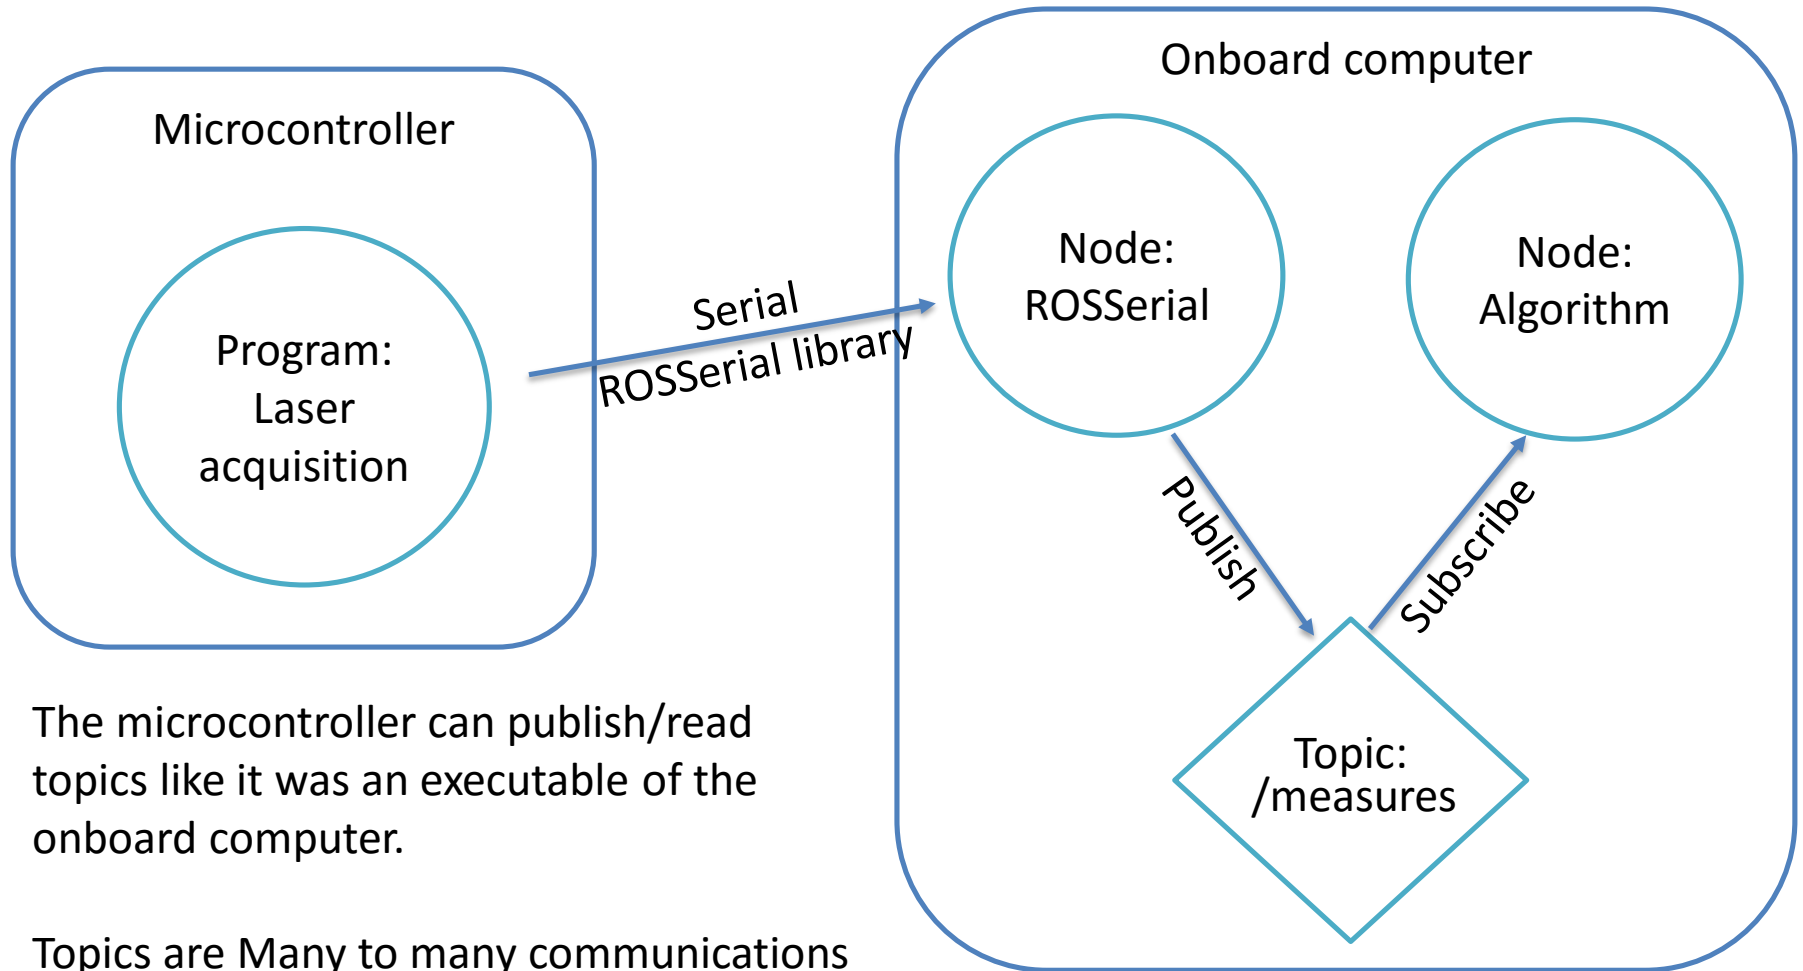 Onboard computer
Microcontroller
Node:
ROSSerial
Node:
Algorithm
Serial
ROSSerial library
Program:
Laser
acquisition
Publish
Subscribe
Topic:
/measures
The microcontroller can publish/read
topics like it was an executable of the
onboard computer.
Topics are Many to many communications